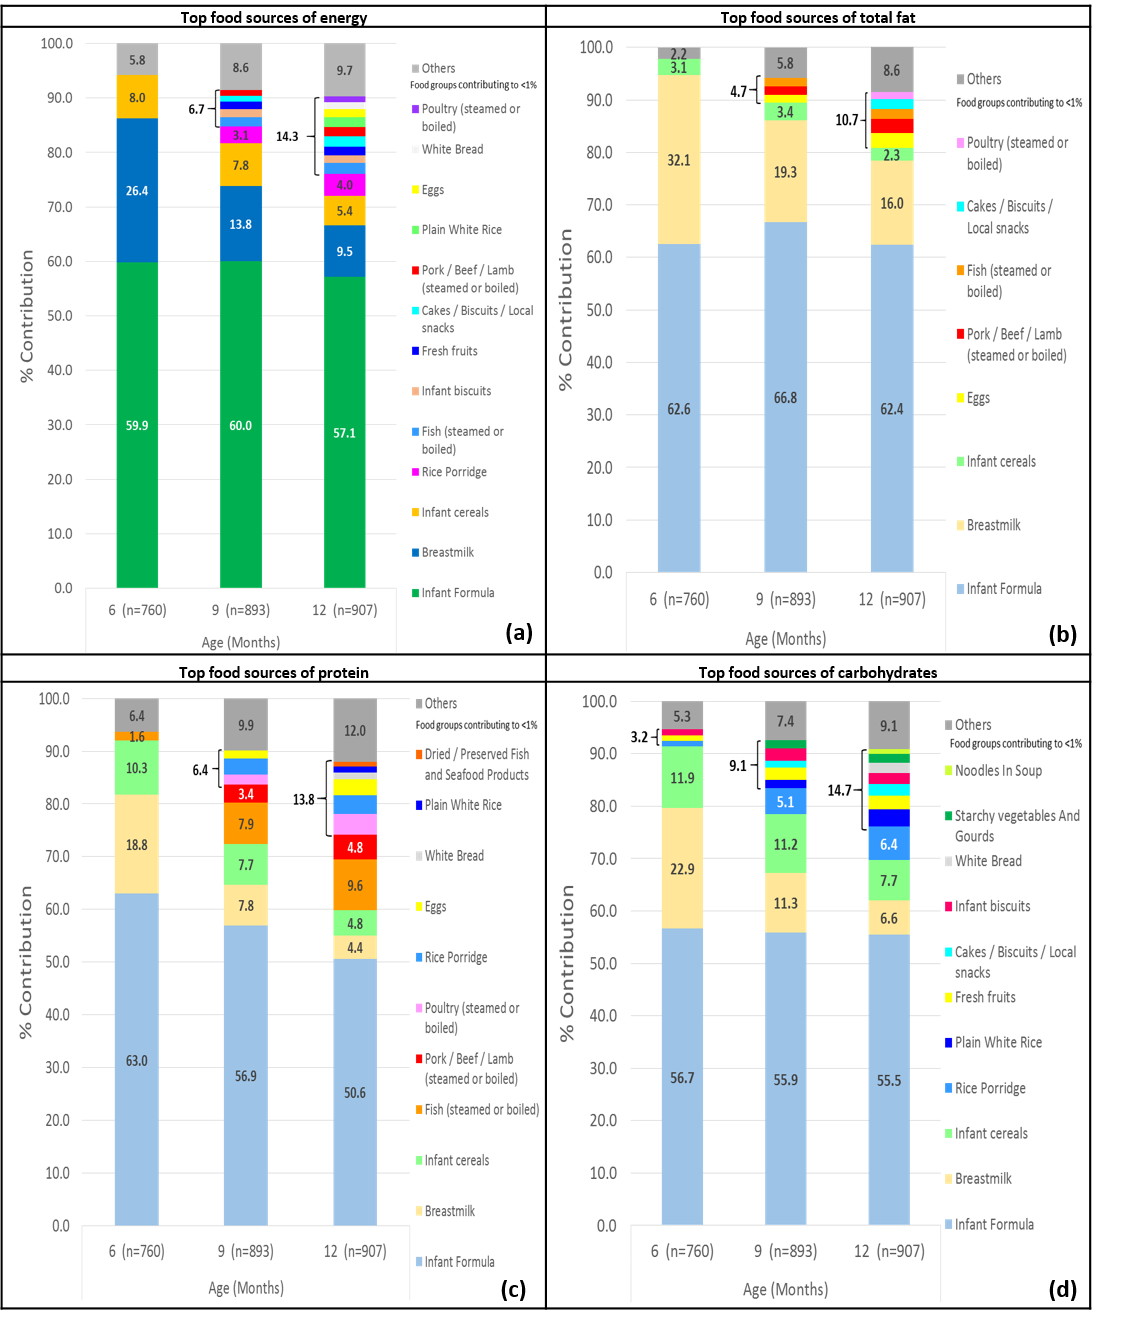 Top food sources of energy
100.0
90.0
80.0
70.0
60.0
50.0
40.0
30.0
20.0
10.0
0.0
% Contribution
5.8
8.0
26.4
59.9
8.6
6.7
3.1
7.8
13.8
60.0
9.7
14.3
4.0
5.4
9.5
57.1
6 (n=760)
9 (n=893)
12 (n=907)
Age (Months)
Others
Food groups contributing to <1%
Poultry (steamed or
boiled)
White Bread
Eggs
Plain White Rice
Pork / Beef / Lamb
(steamed or boiled)
Cakes / Biscuits / Local
snacks
Fresh fruits
Infant biscuits
Fish (steamed or
boiled)
Rice Porridge
Infant cereals
Breastmilk
Infant Formula
(a)
Top food sources of total fat
100.0
90.0
80.0
70.0
60.0
50.0
40.0
30.0
20.0
10.0
0.0
% Contribution
2.2
3.1
32.1
62.6
5.8
4.7
3.4
19.3
66.8
8.6
10.7
2.3
16.0
62.4
6 (n=760)
9 (n=893)
12 (n=907)
Age (Months)
Others
Food groups contributing to <1%
Poultry (steamed or
boiled)
Cakes / Biscuits /
Local snacks
Fish (steamed or
boiled)
Pork / Beef / Lamb
(steamed or boiled)
Eggs
Infant cereals
Breastmilk
Infant Formula
(b)
Top food sources of protein
100.0
90.0
80.0
70.0
60.0
50.0
40.0
30.0
20.0
10.0
0.0
% Contribution
6.4
1.6
10.3
18.8
63.0
9.9
6.4
3.4
7.9
7.7
7.8
56.9
12.0
13.8
4.8
9.6
4.8
4.4
50.6
6 (n=760)
9 (n=893)
12 (n=907)
Age (Months)
Others
Food groups contributing to <1%
Dried / Preserved Fish
and Seafood Products
Plain White Rice
White Bread
Eggs
Rice Porridge
Poultry (steamed or
boiled)
Pork / Beef / Lamb
(steamed or boiled)
Fish (steamed or boiled)
Infant cereals
Breastmilk
Infant Formula
(c)
Top food sources of carbohydrates
100.0
90.0
80.0
70.0
60.0
50.0
40.0
30.0
20.0
10.0
0.0
% Contribution
5.3
3.2
11.9
22.9
56.7
7.4
9.1
5.1
11.2
11.3
55.9
9.1
14.7
6.4
7.7
6.6
55.5
6 (n=760)
9 (n=893)
12 (n=907)
Age (Months)
Others
Food groups contributing to <1%
Noodles In Soup
Starchy vegetables And
Gourds
White Bread
Infant biscuits
Cakes / Biscuits / Local
snacks
Fresh fruits
Plain White Rice
Rice Porridge
Infant cereals
Breastmilk
Infant Formula
(d)